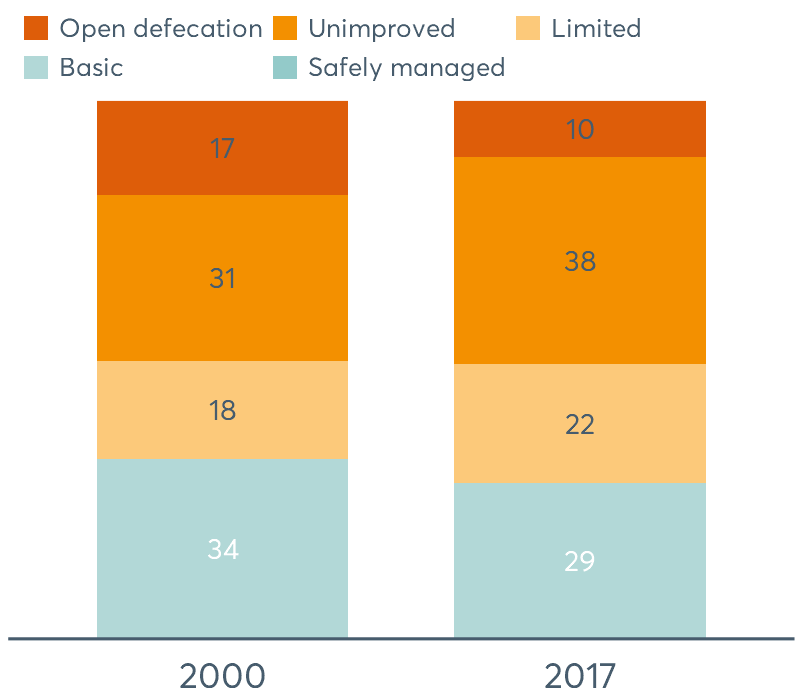 Open defecation Unimproved Limited
Basic Safely managed
17 10
31 38
18 22
34 29
2000 2017